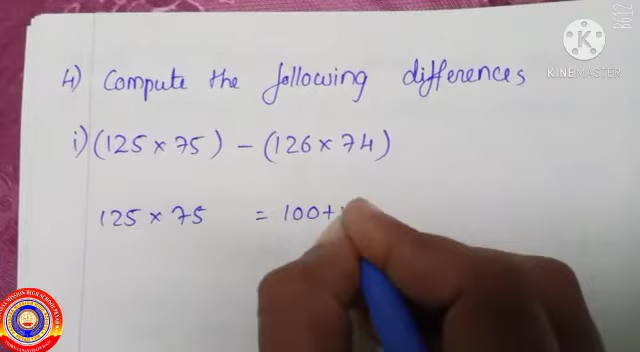 4) Compute the following differences
i) (125 × 75) – (126 × 74)
125 × 75 = 100+
KINEMASTER